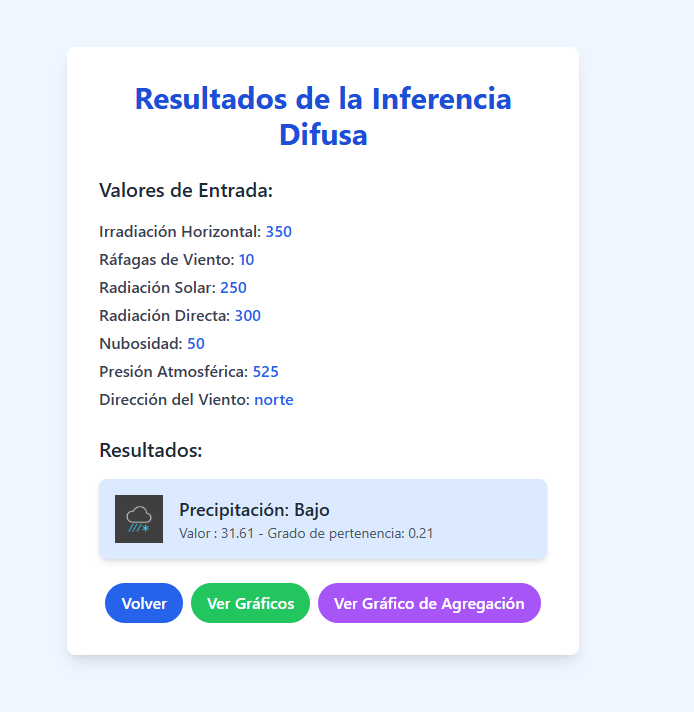 Resultados de la Inferencia
Difusa
Valores de Entrada:
Irradiación Horizontal: 350
Ráfagas de Viento: 10
Radiación Solar: 250
Radiación Directa: 300
Nubosidad: 50
Presión Atmosférica: 525
Dirección del Viento: norte
Resultados:
Precipitación: Bajo
Valor : 31.61 - Grado de pertenencia: 0.21
Volver
Ver Gráficos
Ver Gráfico de Agregación